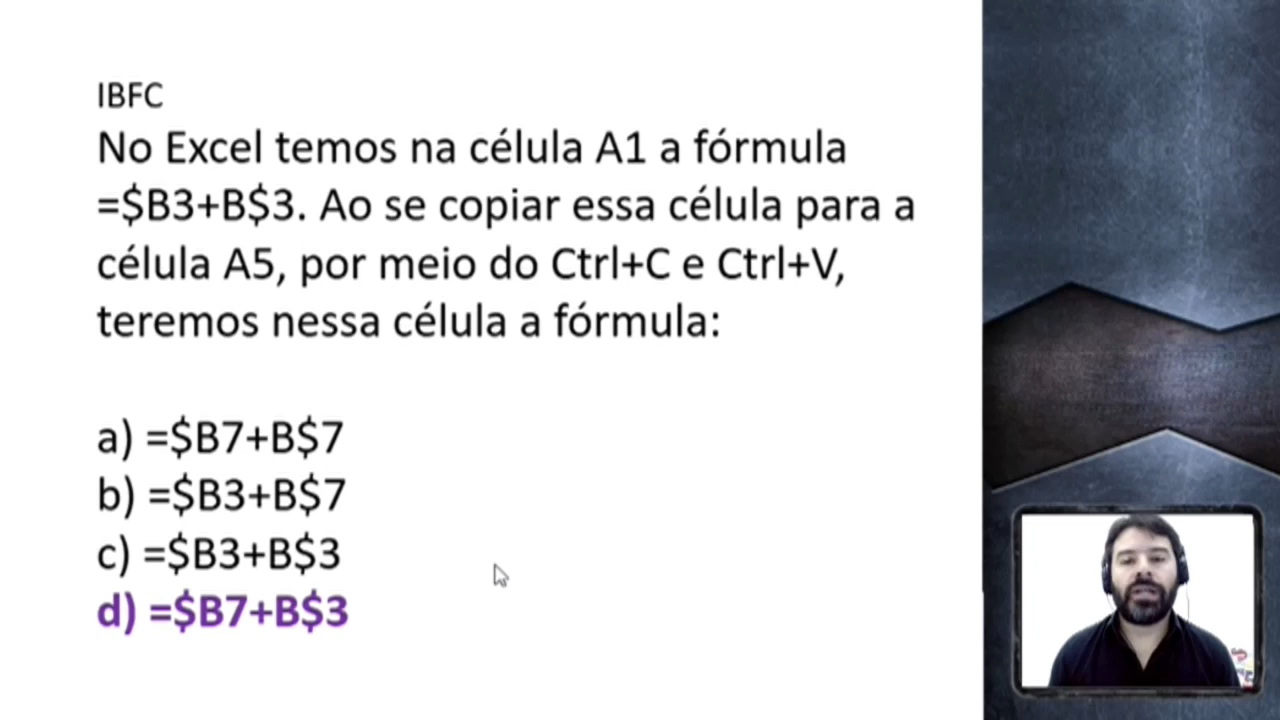 IBFC
No Excel temos na célula A1 a fórmula
=$B3+B$3. Ao se copiar essa célula para a
célula A5, por meio do Ctrl+C e Ctrl+V,
teremos nessa célula a fórmula:
a) =$B7+B$7
b) =$B3+B$7
c) =$B3+B$3
d) =$B7+B$3